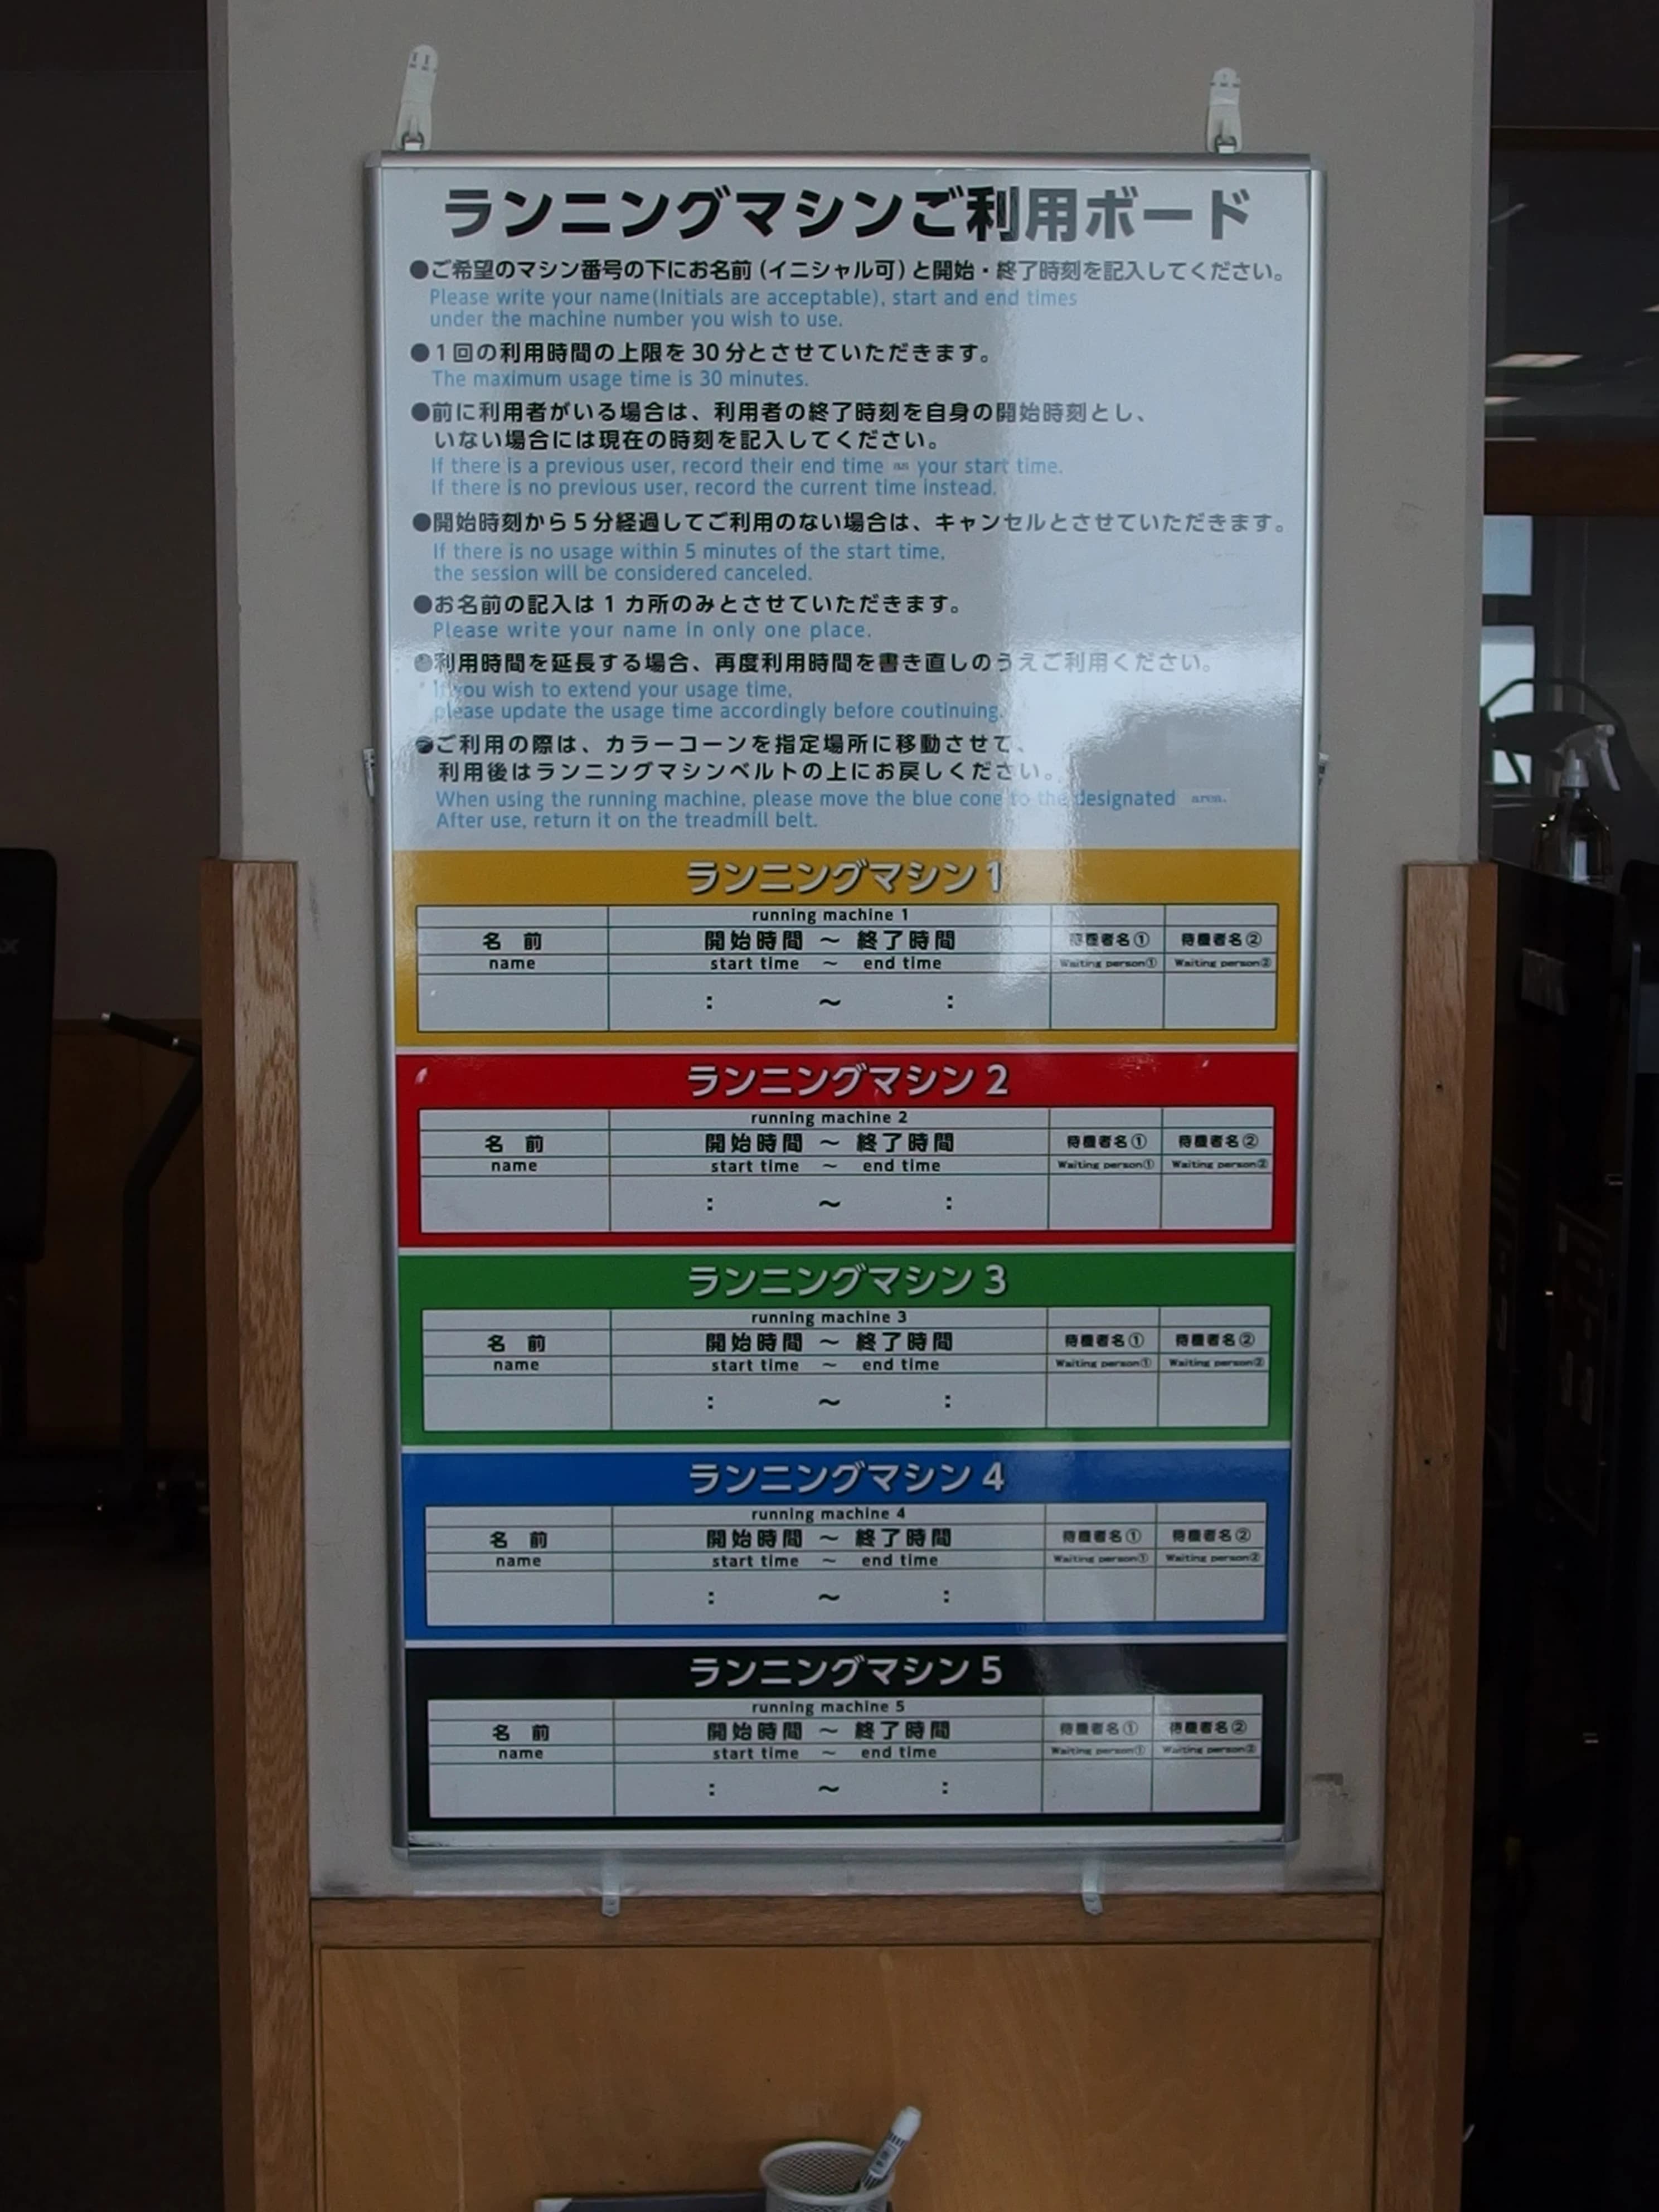 ランニングマシンご利用ボード
●ご希望のマシン番号の下にお名前(イニシャル可)と開始・終了時刻を記入してください。
Please write your name(Initials are acceptable), start and end times
under the machine number you wish to use.
●1回の利用時間の上限を30分とさせていただきます。
The maximum usage time is 30 minutes.
●前に利用者がいる場合は、利用者の終了時刻を自身の開始時刻とし、
いない場合には現在の時刻を記入してください。
If there is a previous user, record their end time as your start time.
If there is no previous user, record the current time instead.
●開始時刻から5分経過してご利用のない場合は、キャンセルとさせていただきます。
If there is no usage within 5 minutes of the start time,
the session will be considered canceled.
●お名前の記入は1カ所のみとさせていただきます。
Please write your name in only one place.
●利用時間を延長する場合、再度利用時間を書き直しのうえご利用ください。
If you wish to extend your usage time,
please update the usage time accordingly before coutinuing.
●ご利用の際は、カラーコーンを指定場所に移動させて、
利用後はランニングマシンベルトの上にお戻しください。
When using the running machine, please move the blue cone to the designated area.
After use, return it on the treadmill belt.
ランニングマシン1
running machine 1
名 前 開始時間 ～ 終了時間 待機者名① 待機者名②
name start time ～ end time Waiting person① Waiting person②
: ～ :
ランニングマシン2
running machine 2
名 前 開始時間 ～ 終了時間 待機者名① 待機者名②
name start time ～ end time Waiting person① Waiting person②
: ～ :
ランニングマシン3
running machine 3
名 前 開始時間 ～ 終了時間 待機者名① 待機者名②
name start time ～ end time Waiting person① Waiting person②
: ～ :
ランニングマシン4
running machine 4
名 前 開始時間 ～ 終了時間 待機者名① 待機者名②
name start time ～ end time Waiting person① Waiting person②
: ～ :
ランニングマシン5
running machine 5
名 前 開始時間 ～ 終了時間 待機者名① 待機者名②
name start time ～ end time Waiting person① Waiting person②
: ～ :